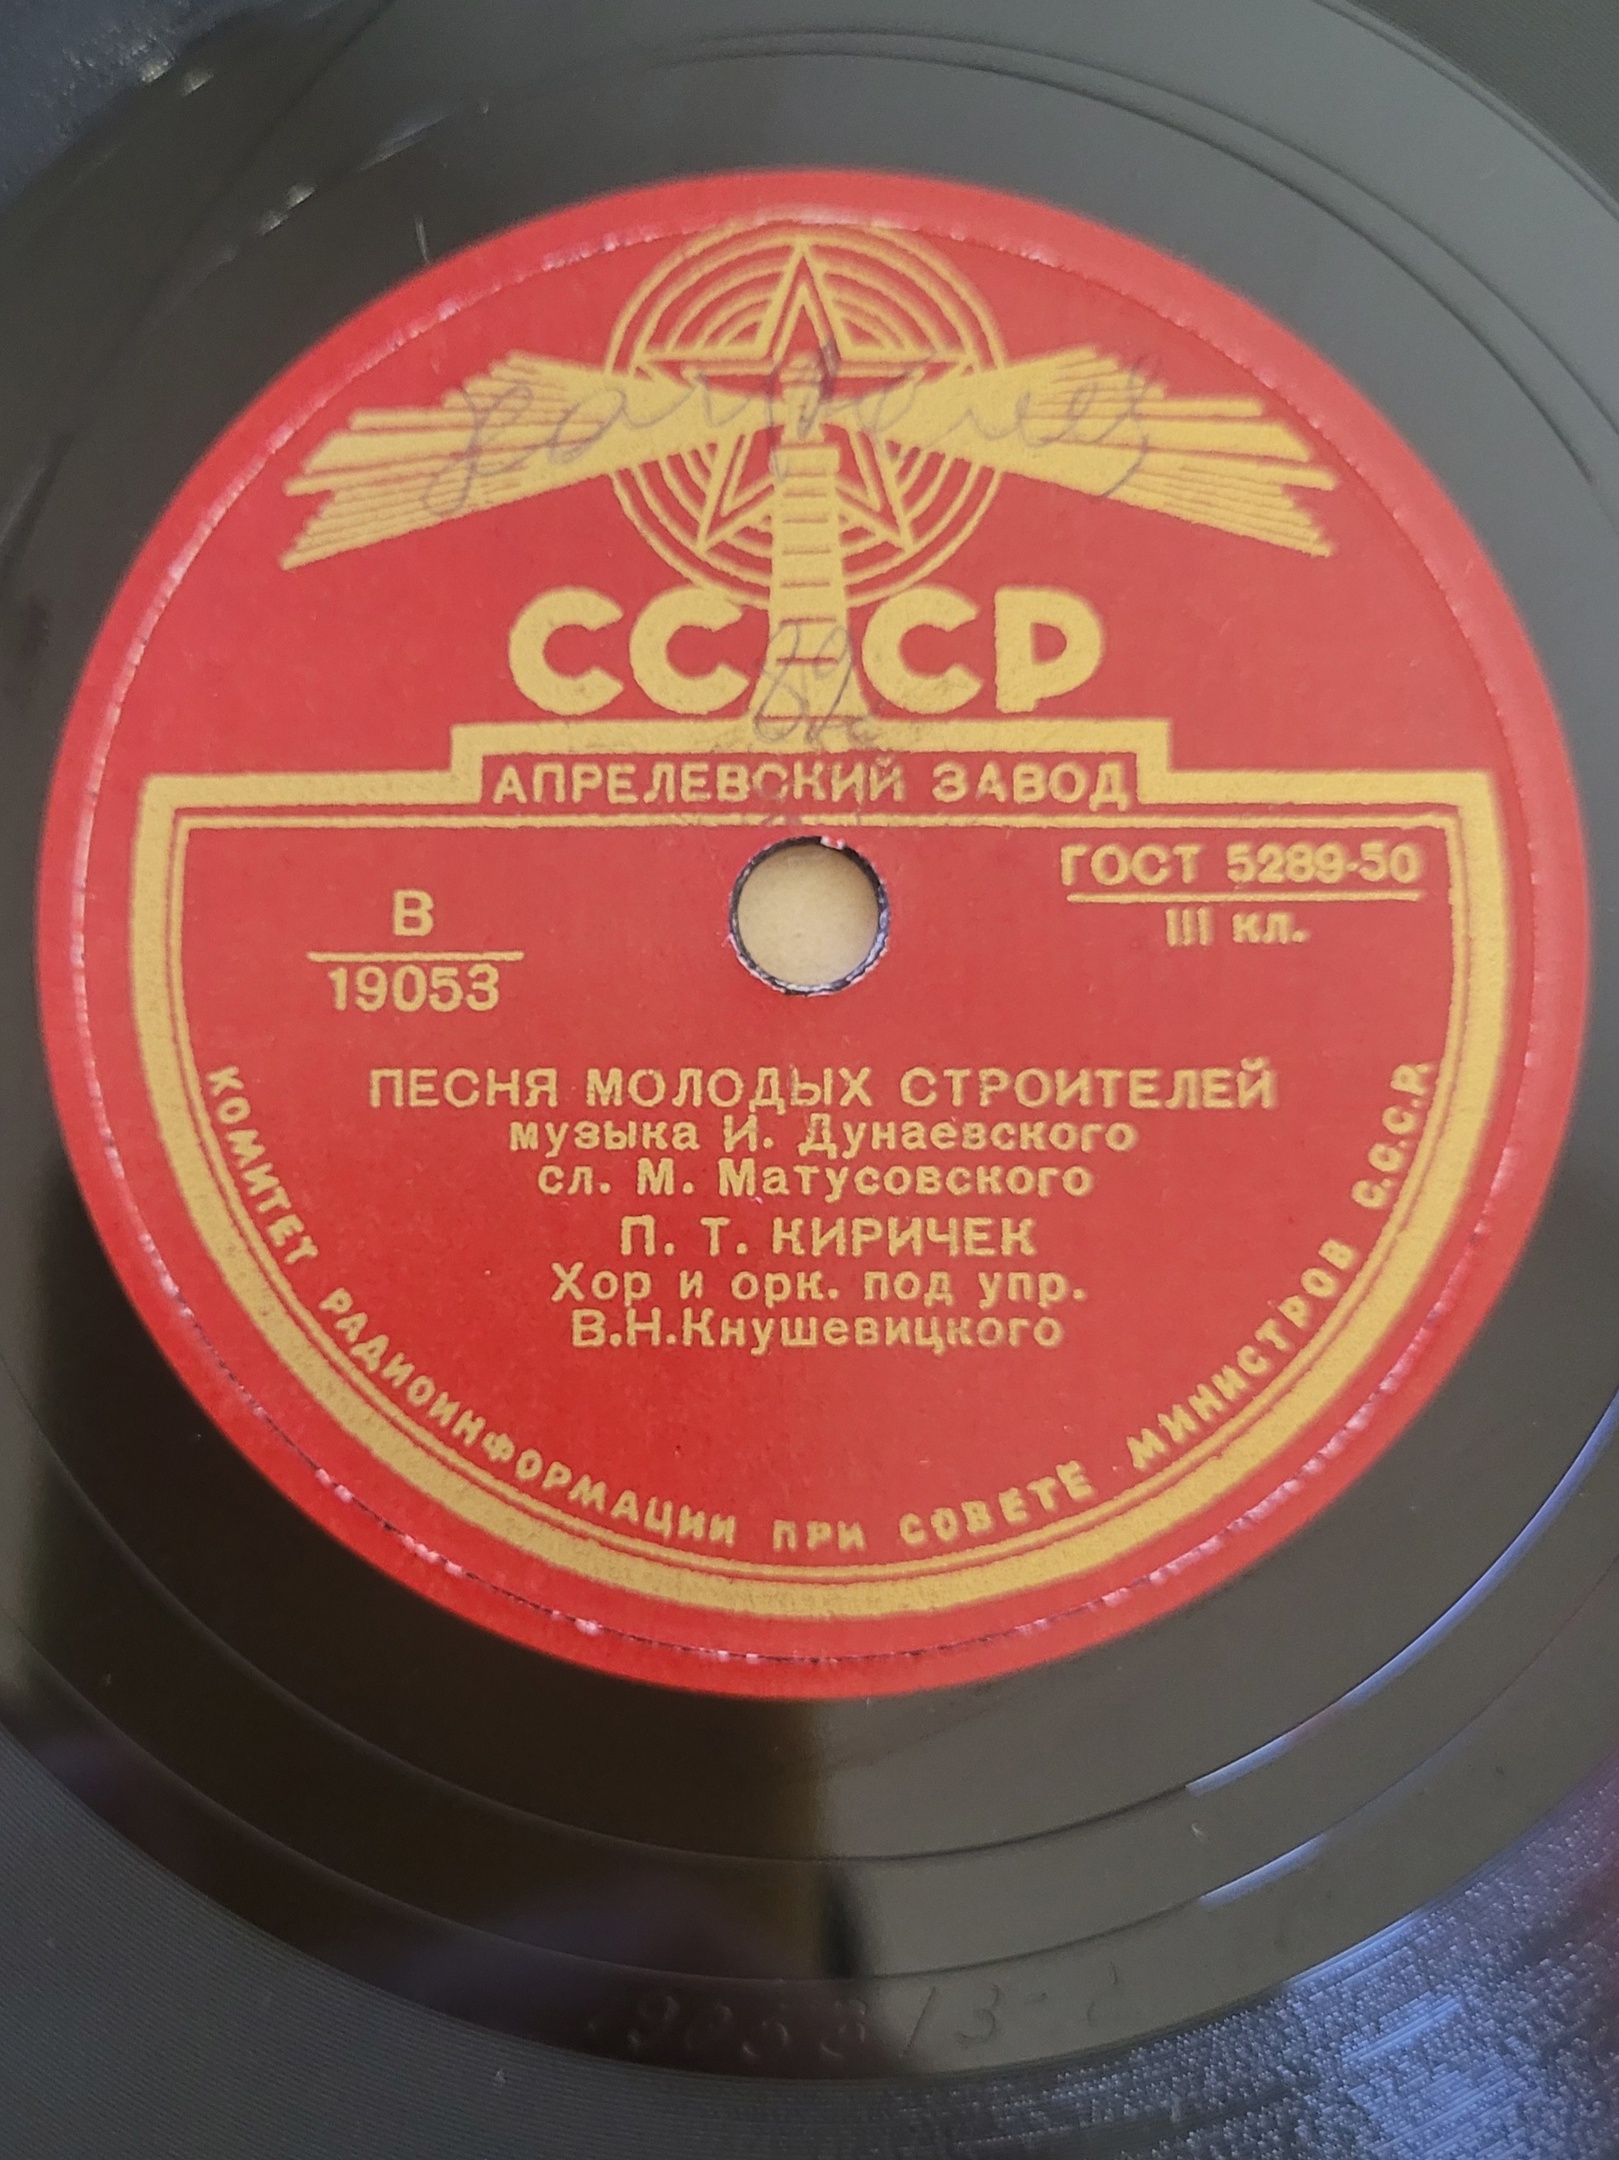 СССР
АПРЕЛЕВСКИЙ ЗАВОД
ГОСТ 5289-50
III кл.
В
19053
ПЕСНЯ МОЛОДЫХ СТРОИТЕЛЕЙ
музыка И. Дунаевского
сл. М. Матусовского
П. Т. КИРИЧЕК
Хор и орк. под упр.
В.Н.Кнушевицкого
КОМИТЕТ РАДИОИНФОРМАЦИИ ПРИ СОВЕТЕ МИНИСТРОВ С.С.С.Р.